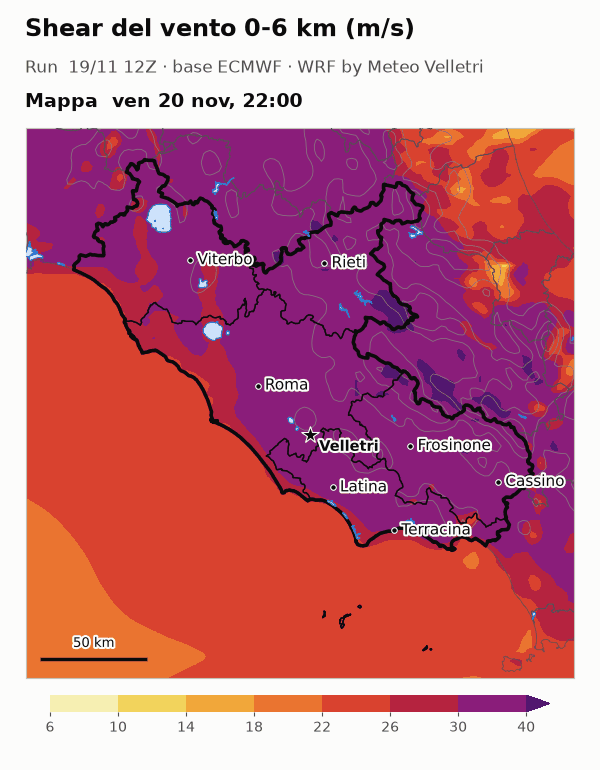 Shear del vento 0-6 km (m/s)
Run  19/11 12Z · base ECMWF · WRF by Meteo Velletri
Mappa  ven 20 nov, 22:00
Viterbo
Rieti
Roma
Velletri
Frosinone
Cassino
Latina
Terracina
50 km
6 10 14 18 22 26 30 40